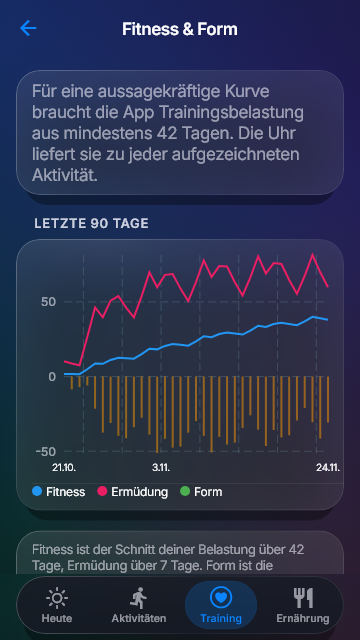 Fitness & Form
Für eine aussagekräftige Kurve
braucht die App Trainingsbelastung
aus mindestens 42 Tagen. Die Uhr
liefert sie zu jeder aufgezeichneten
Aktivität.
LETZTE 90 TAGE
50
0
-50
21.10. 3.11. 24.11.
Fitness Ermüdung Form
Fitness ist der Schnitt deiner Belastung über 42
Tage, Ermüdung über 7 Tage. Form ist die
Heute Aktivitäten Training Ernährung